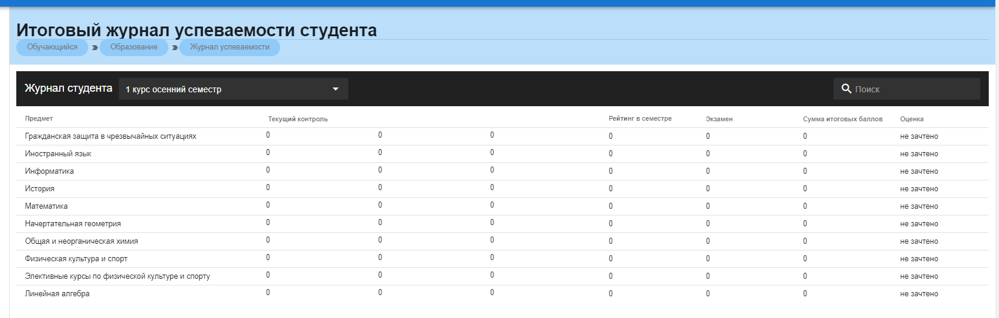 Итоговый журнал успеваемости студента
Обучающийся Образование Журнал успеваемости
Журнал студента 1 курс осенний семестр Поиск
Предмет Текущий контроль Рейтинг в семестре Экзамен Сумма итоговых баллов Оценка
Гражданская защита в чрезвычайных ситуациях 0 0 0 0 0 0 не зачтено
Иностранный язык 0 0 0 0 0 0 не зачтено
Информатика 0 0 0 0 0 0 не зачтено
История 0 0 0 0 0 0 не зачтено
Математика 0 0 0 0 0 0 не зачтено
Начертательная геометрия 0 0 0 0 0 0 не зачтено
Общая и неорганическая химия 0 0 0 0 0 0 не зачтено
Физическая культура и спорт 0 0 0 0 0 0 не зачтено
Элективные курсы по физической культуре и спорту 0 0 0 0 0 0 не зачтено
Линейная алгебра 0 0 0 0 0 0 не зачтено